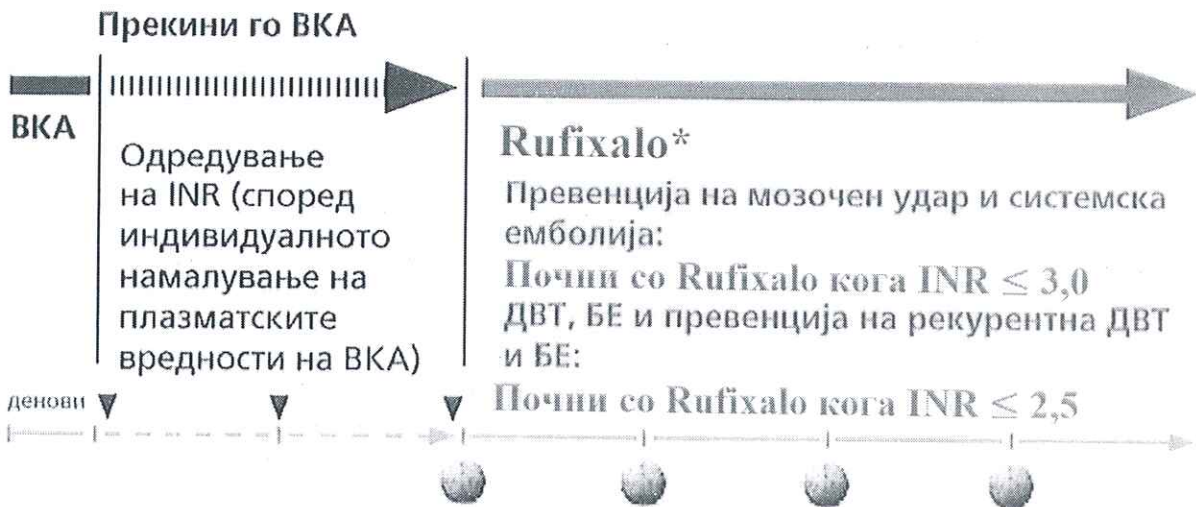 Прекини го ВКА
ВКА
Одредување
на INR (според
индивидуалното
намалување на
плазматските
вредности на ВКА)
Rufixalo*
Превенција на мозочен удар и системска
емболија:
Почни со Rufixalo кога INR ≤ 3,0
ДВТ, БЕ и превенција на рекурентна ДВТ
и БЕ:
Почни со Rufixalo кога INR ≤ 2,5
денови